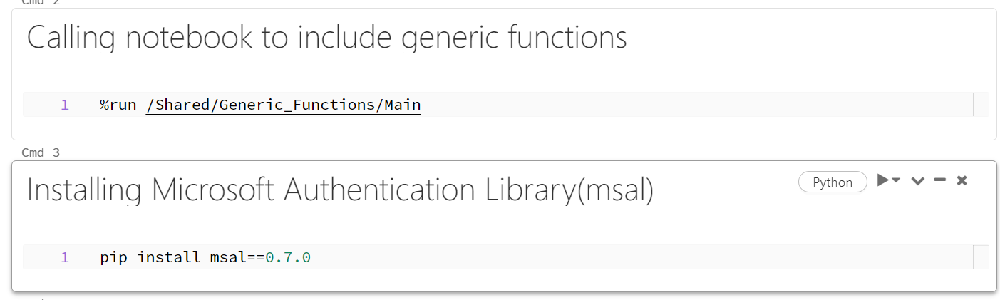 Cmd 2
Calling notebook to include generic functions
1 %run /Shared/Generic_Functions/Main
Cmd 3
Installing Microsoft Authentication Library(msal)
Python
1 pip install msal==0.7.0